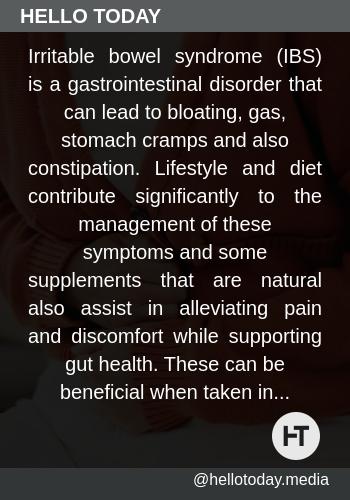 HELLO TODAY
Irritable bowel syndrome (IBS)
is a gastrointestinal disorder that
can lead to bloating, gas,
stomach cramps and also
constipation. Lifestyle and diet
contribute significantly to the
management of these
symptoms and some
supplements that are natural
also assist in alleviating pain
and discomfort while supporting
gut health. These can be
beneficial when taken in...
HT
@hellotoday.media